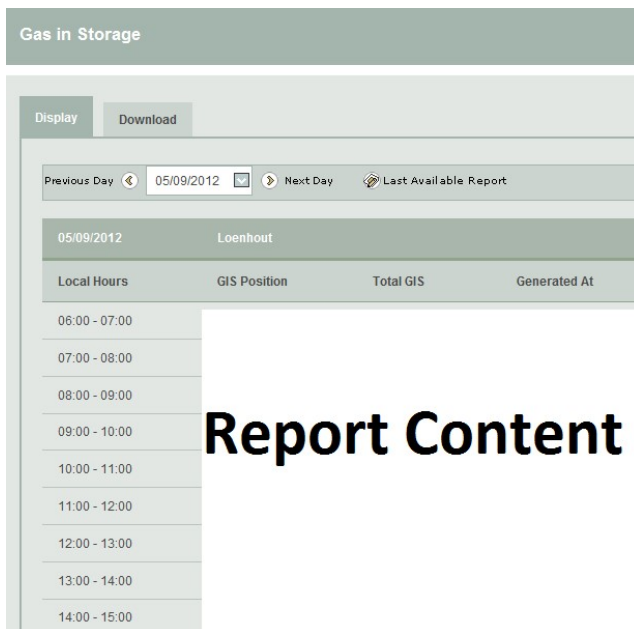 Gas in Storage
Display Download
Previous Day 05/09/2012 Next Day Last Available Report
05/09/2012 Loenhout
Local Hours GIS Position Total GIS Generated At
06:00 - 07:00
07:00 - 08:00
08:00 - 09:00
09:00 - 10:00
Report Content
10:00 - 11:00
11:00 - 12:00
12:00 - 13:00
13:00 - 14:00
14:00 - 15:00